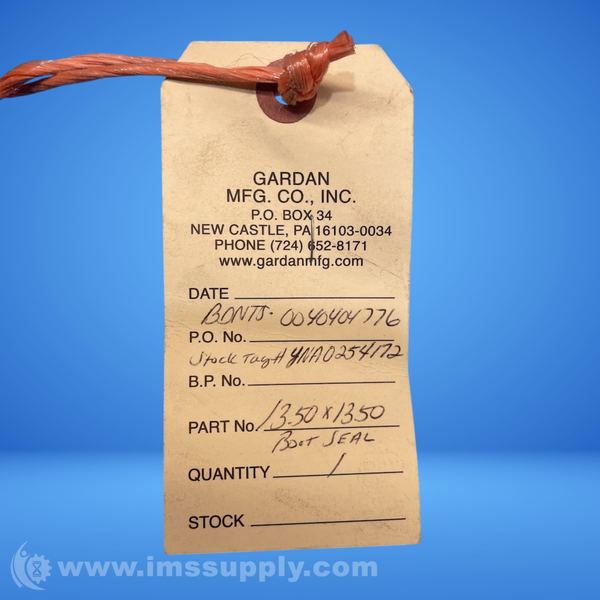 GARDAN
MFG. CO., INC.
P.O. BOX 34
NEW CASTLE, PA 16103-0034
PHONE (724) 652-8171
www.gardanmfg.com
DATE
BONTS- 0040404776
P.O. No.
Stock Tag# YNA0254172
B.P. No.
PART No. 13.50 x 13.50
BOOT SEAL
QUANTITY 1
STOCK
www.imssupply.com